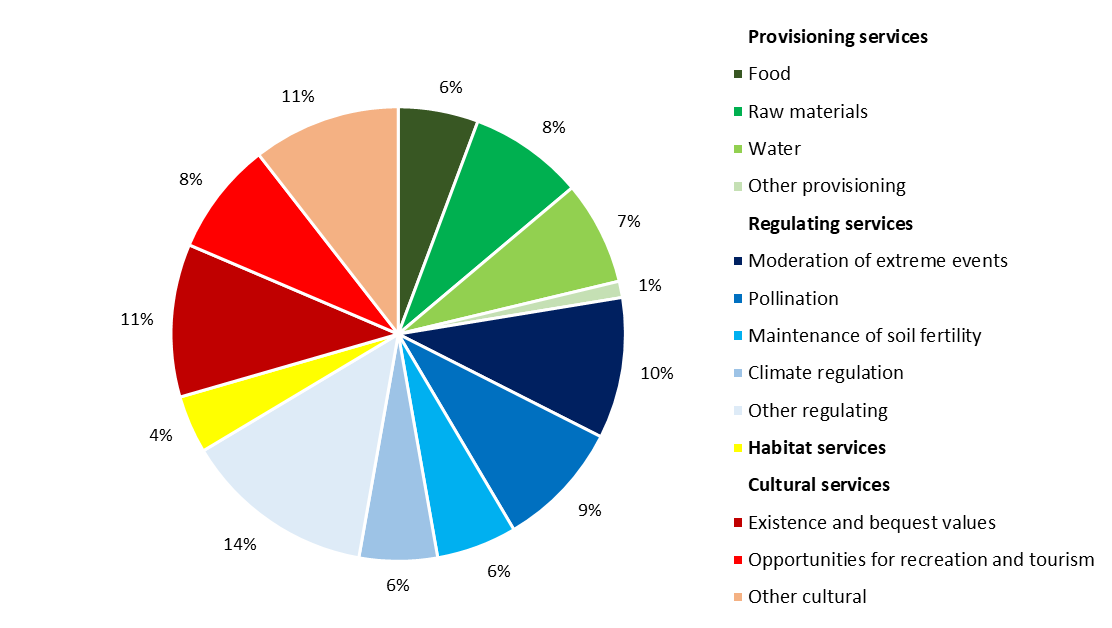 6%
8%
7%
1%
10%
9%
6%
6%
14%
4%
11%
8%
11%
Provisioning services
Food
Raw materials
Water
Other provisioning
Regulating services
Moderation of extreme events
Pollination
Maintenance of soil fertility
Climate regulation
Other regulating
Habitat services
Cultural services
Existence and bequest values
Opportunities for recreation and tourism
Other cultural